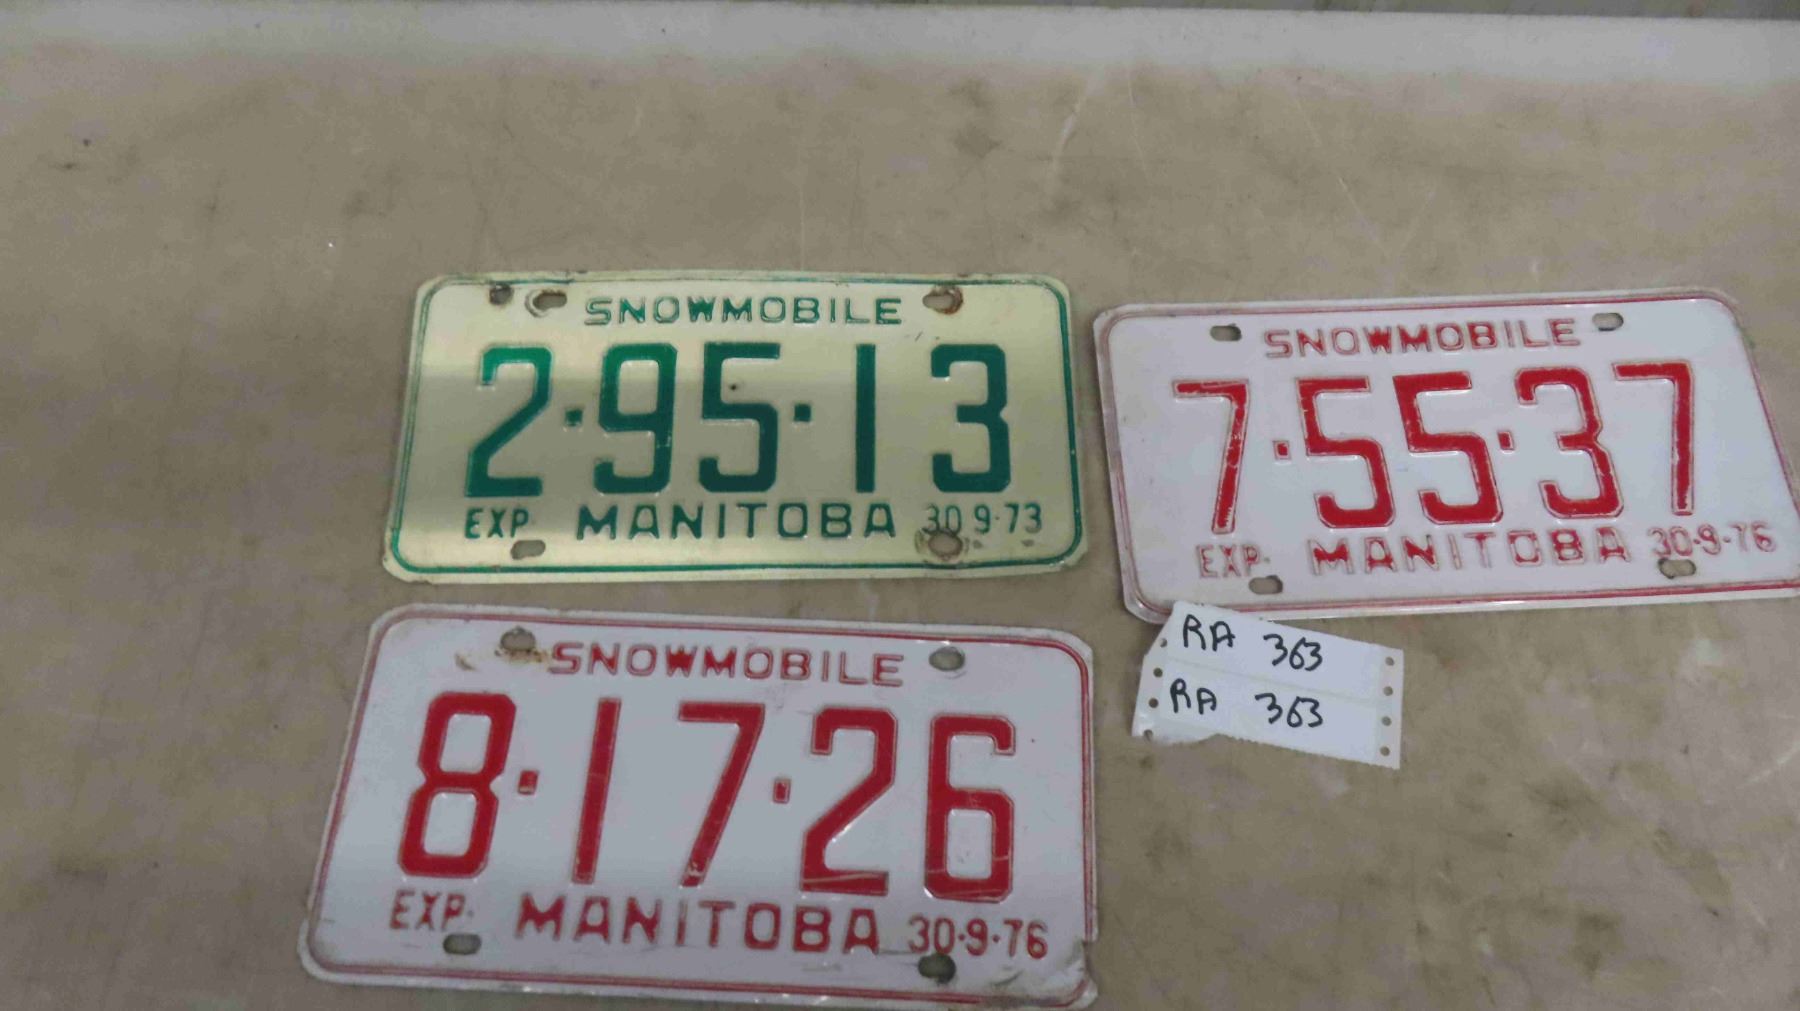 SNOWMOBILE
2·95·13
EXP MANITOBA 30 9·73
SNOWMOBILE
7·55·37
EXP· MANITOBA 30·9·76
RA 363
RA 363
SNOWMOBILE
8·17·26
EXP· MANITOBA 30·9·76